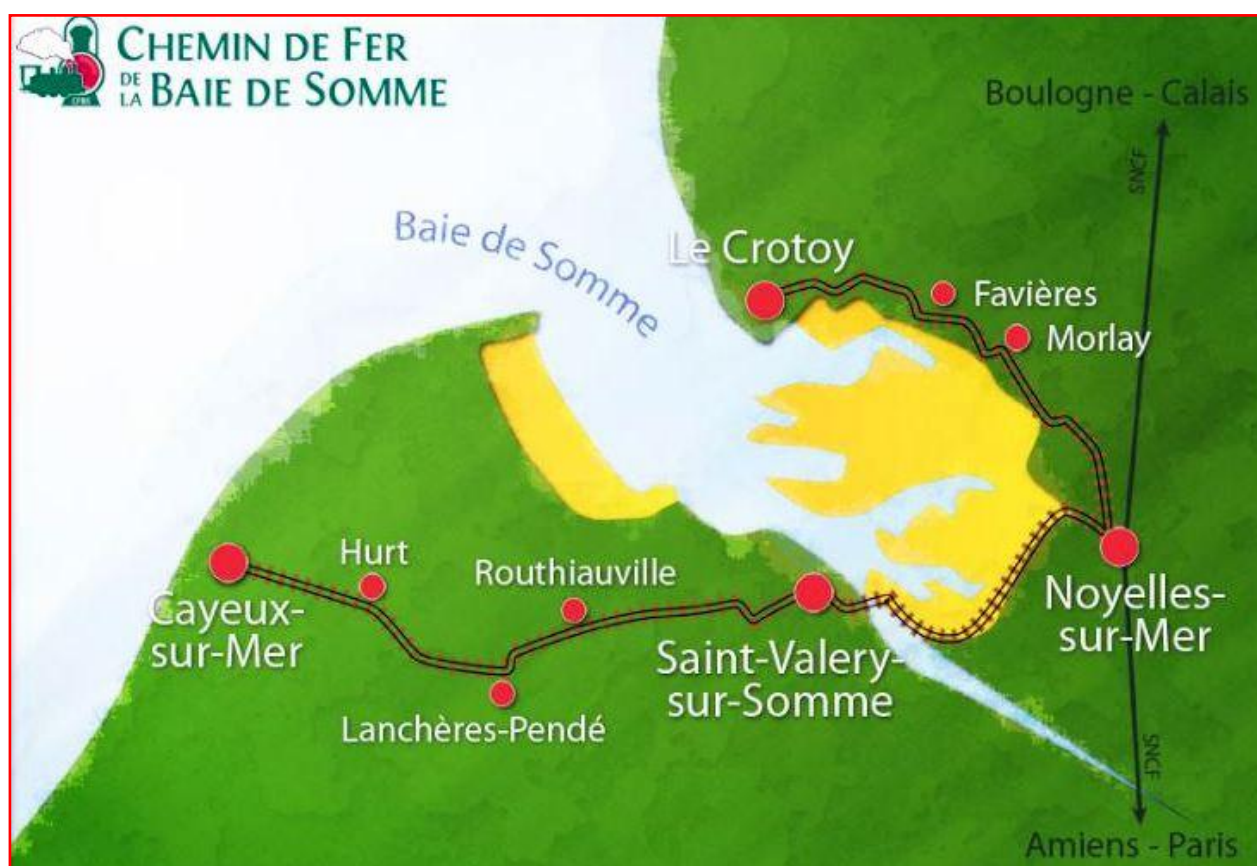 CHEMIN DE FER
DE LA BAIE DE SOMME
CFBS
Boulogne - Calais
SNCF
Baie de Somme
Le Crotoy
Favières
Morlay
Hurt
Routhiauville
Cayeux-
sur-Mer
Noyelles-
sur-Mer
Saint-Valery-
sur-Somme
Lanchères-Pendé
SNCF
Amiens - Paris